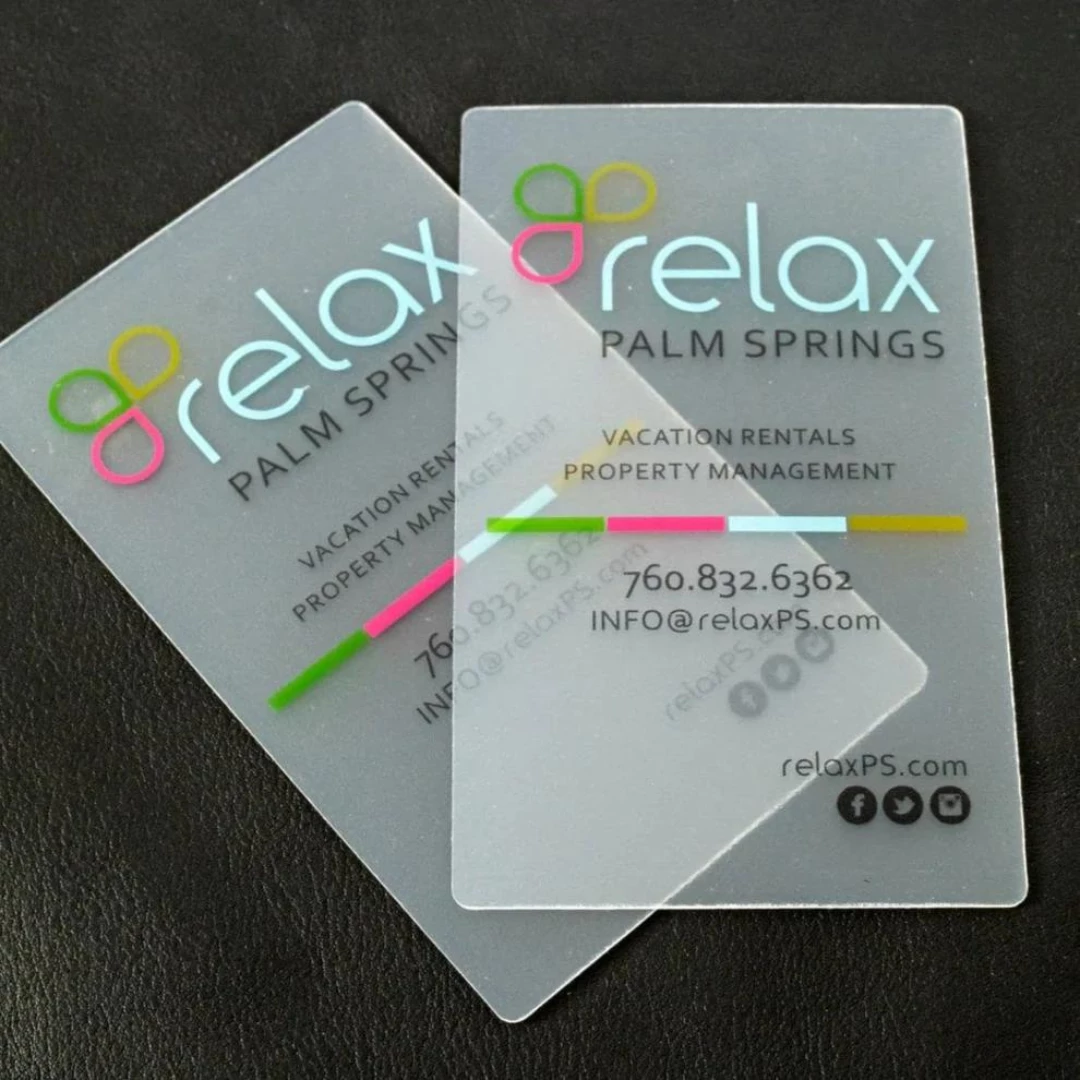 relax
PALM SPRINGS
VACATION RENTALS
PROPERTY MANAGEMENT
760.832.6362
INFO@relaxPS.com
relaxPS.com
relax
PALM SPRINGS
VACATION RENTALS
PROPERTY MANAGEMENT
760.832.6362
INFO@relaxPS.com
relaxPS.com